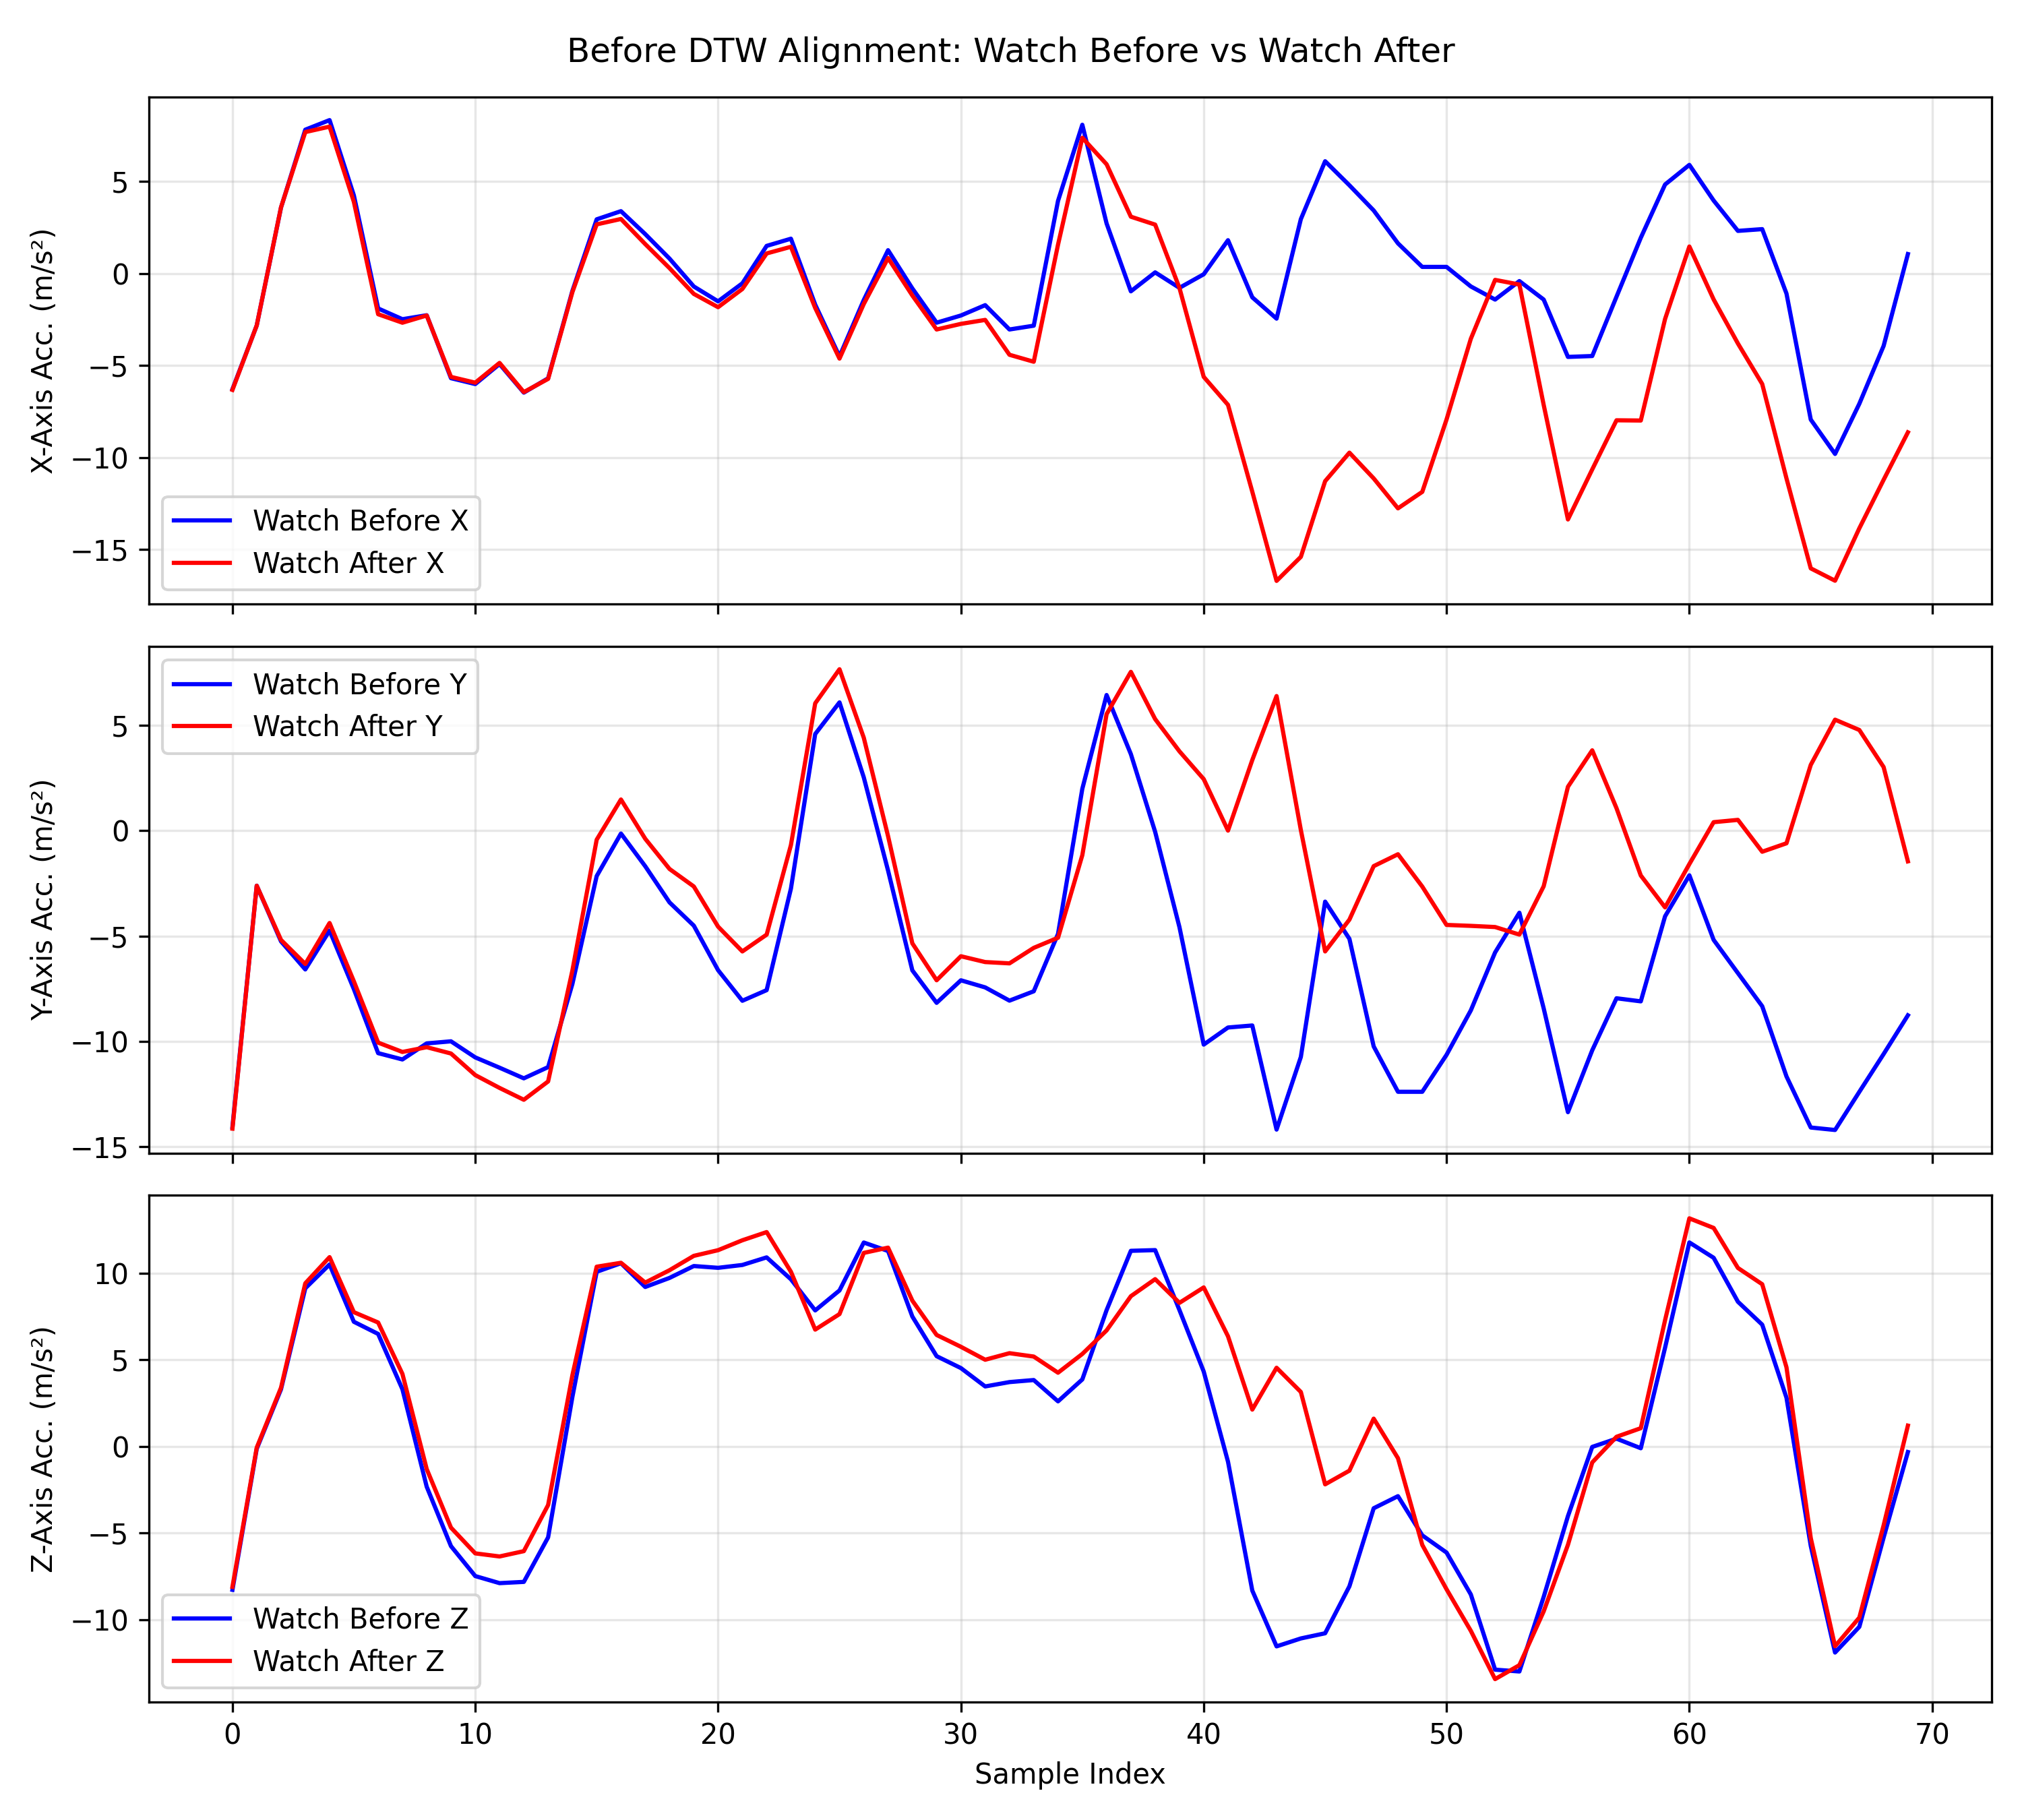 Before DTW Alignment: Watch Before vs Watch After
X-Axis Acc. (m/s²)
5
0
−5
−10
−15
Watch Before X
Watch After X
Y-Axis Acc. (m/s²)
5
0
−5
−10
−15
Watch Before Y
Watch After Y
Z-Axis Acc. (m/s²)
10
5
0
−5
−10
Watch Before Z
Watch After Z
0 10 20 30 40 50 60 70
Sample Index